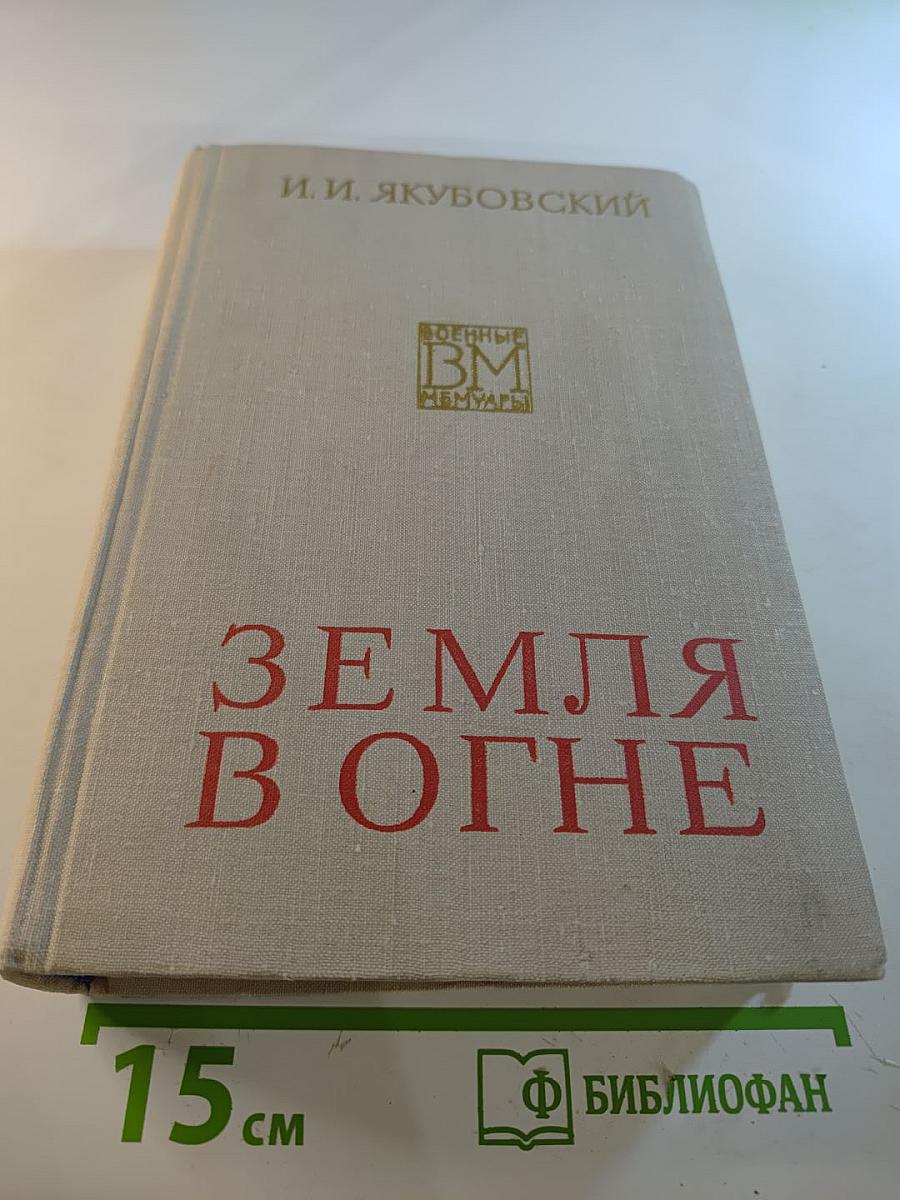 И. И. ЯКУБОВСКИЙ
ВОЕННЫЕ
ВМ
МЕМУАРЫ
ЗЕМЛЯ
В ОГНЕ
15 см
Ф БИБЛИОФАН